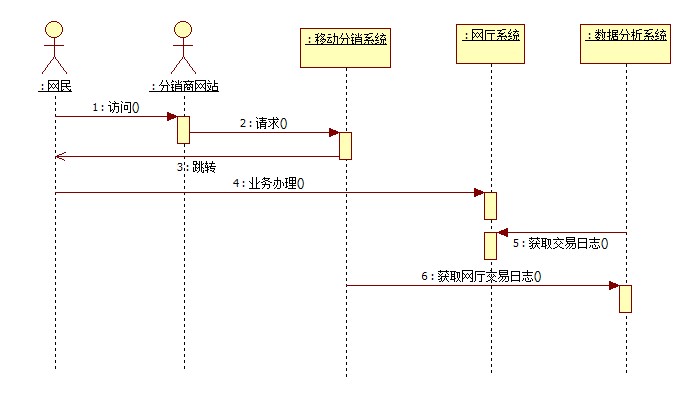 :网民
:分销商网站
:移动分销系统
:网厅系统
:数据分析系统
1:访问()
2:请求()
3:跳转
4:业务办理()
5:获取交易日志()
6:获取网厅交易日志()